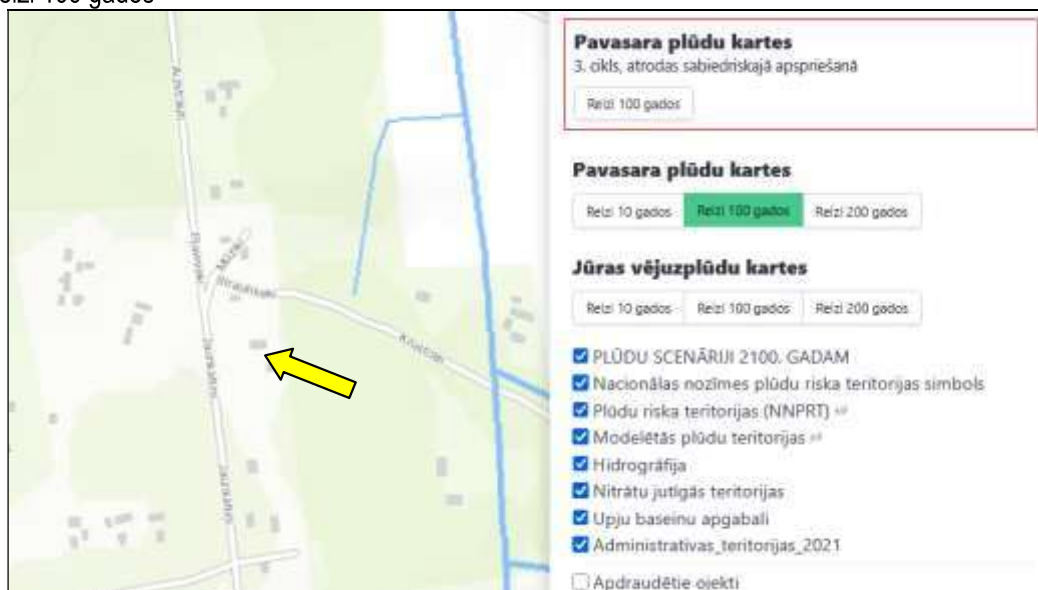 Pavasara plūdu kartes
3. cikls, atrodas sabiedriskajā apspriešanā
Reizi 100 gados
Pavasara plūdu kartes
Reizi 10 gados Reizi 100 gados Reizi 200 gados
Jūras vējuzplūdu kartes
Reizi 10 gados Reizi 100 gados Reizi 200 gados
PLŪDU SCENĀRIJI 2100. GADAM
Nacionālas nozīmes plūdu riska teritorijas simbols
Plūdu riska teritorijas (NNPRT)
Modelētās plūdu teritorijas
Hidrogrāfija
Nitrātu jutīgās teritorijas
Upju baseinu apgabali
Administratīvas_teritorijas_2021
Apdraudētie ojekti